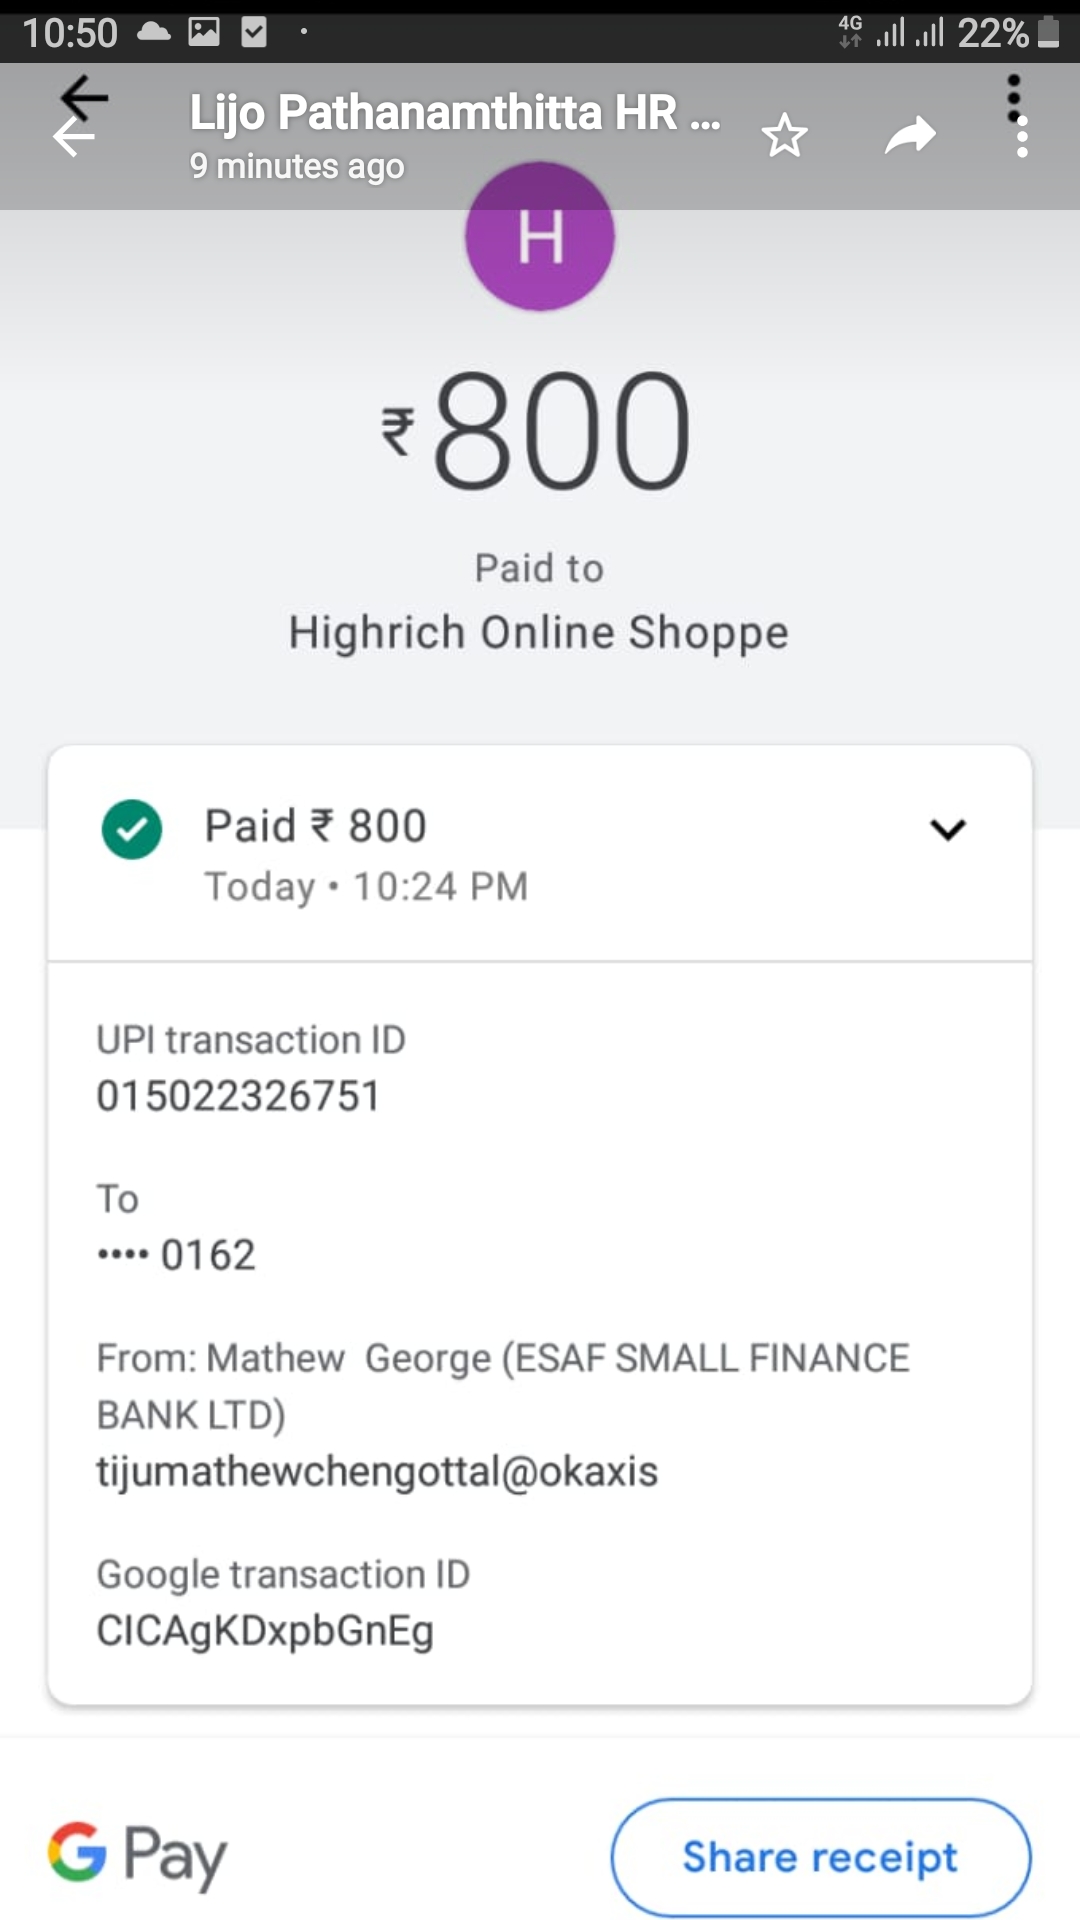 10:50
4G 22%
Lijo Pathanamthitta HR ...
9 minutes ago
H
₹800
Paid to
Highrich Online Shoppe
Paid ₹ 800
Today • 10:24 PM
UPI transaction ID
015022326751
To
•••• 0162
From: Mathew  George (ESAF SMALL FINANCE
BANK LTD)
tijumathewchengottal@okaxis
Google transaction ID
CICAgKDxpbGnEg
G Pay
Share receipt